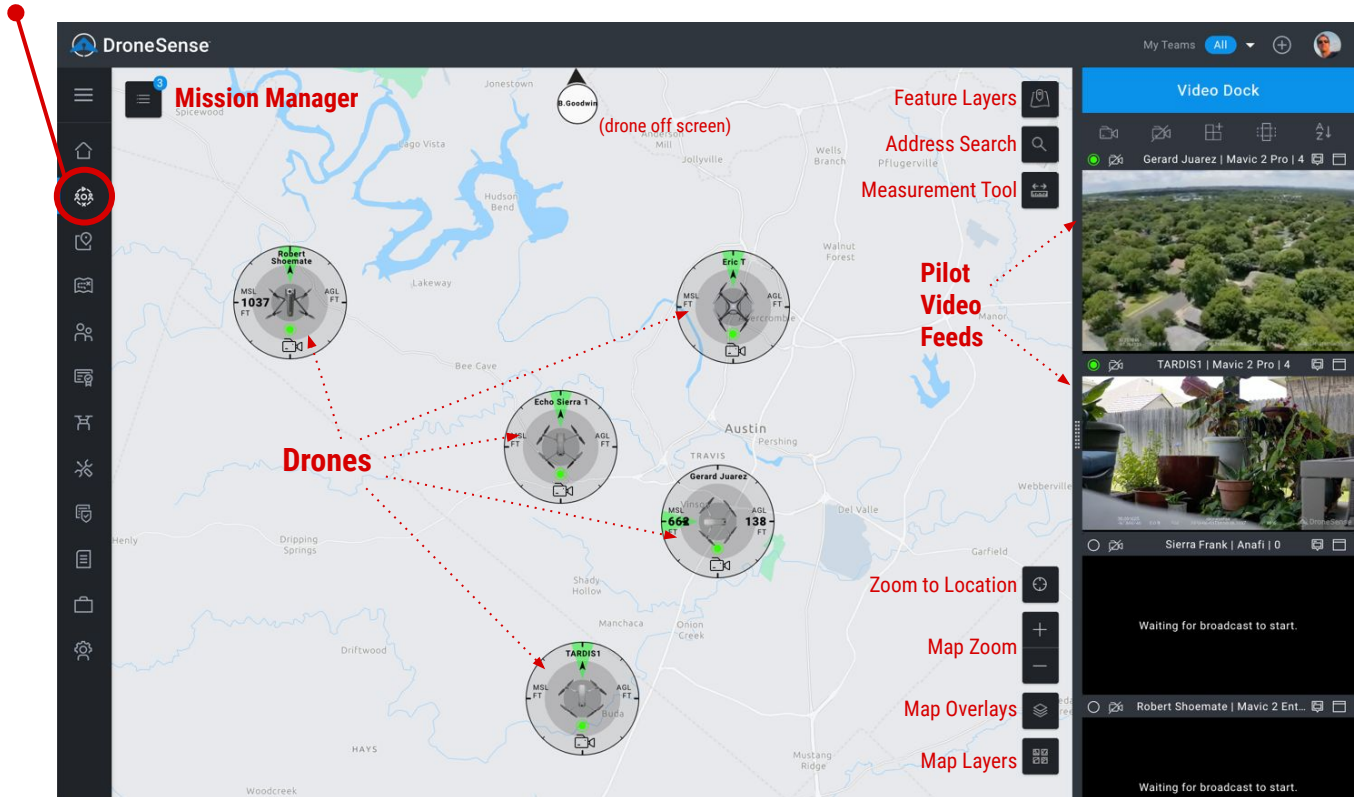 DroneSense
My Teams All
3
Mission Manager
Jonestown
Spicewood
B.Goodwin
(drone off screen)
Anderson
Mill
Lago Vista
Jollyville
Wells
Branch
Pflugerville
Hudson
Bend
Feature Layers
Address Search
Measurement Tool
Robert
Shoemate
MSL
1037
FT
AGL
FT
Lakeway
Eric T
MSL
FT
AGL
FT
Abercrombie
Walnut
Forest
Manor
Pilot
Video
Feeds
Bee Cave
Echo Sierra 1
MSL
FT
AGL
FT
Austin
Pershing
TRAVIS
Drones
Gerard Juarez
MSL
668
FT
AGL
138
FT
Del Valle
Webberville
Henly
Dripping
Springs
Garfield
Shady
Hollow
Zoom to Location
Manchaca
Onion
Creek
Map Zoom
Driftwood
TARDIS1
MSL
FT
AGL
FT
Buda
Map Overlays
HAYS
Mustang
Ridge
Map Layers
Woodcreek
Video Dock
A
Z
Gerard Juarez | Mavic 2 Pro | 4
TARDIS1 | Mavic 2 Pro | 4
DroneSense
Sierra Frank | Anafi | 0
Waiting for broadcast to start.
Robert Shoemate | Mavic 2 Ent...
Waiting for broadcast to start.